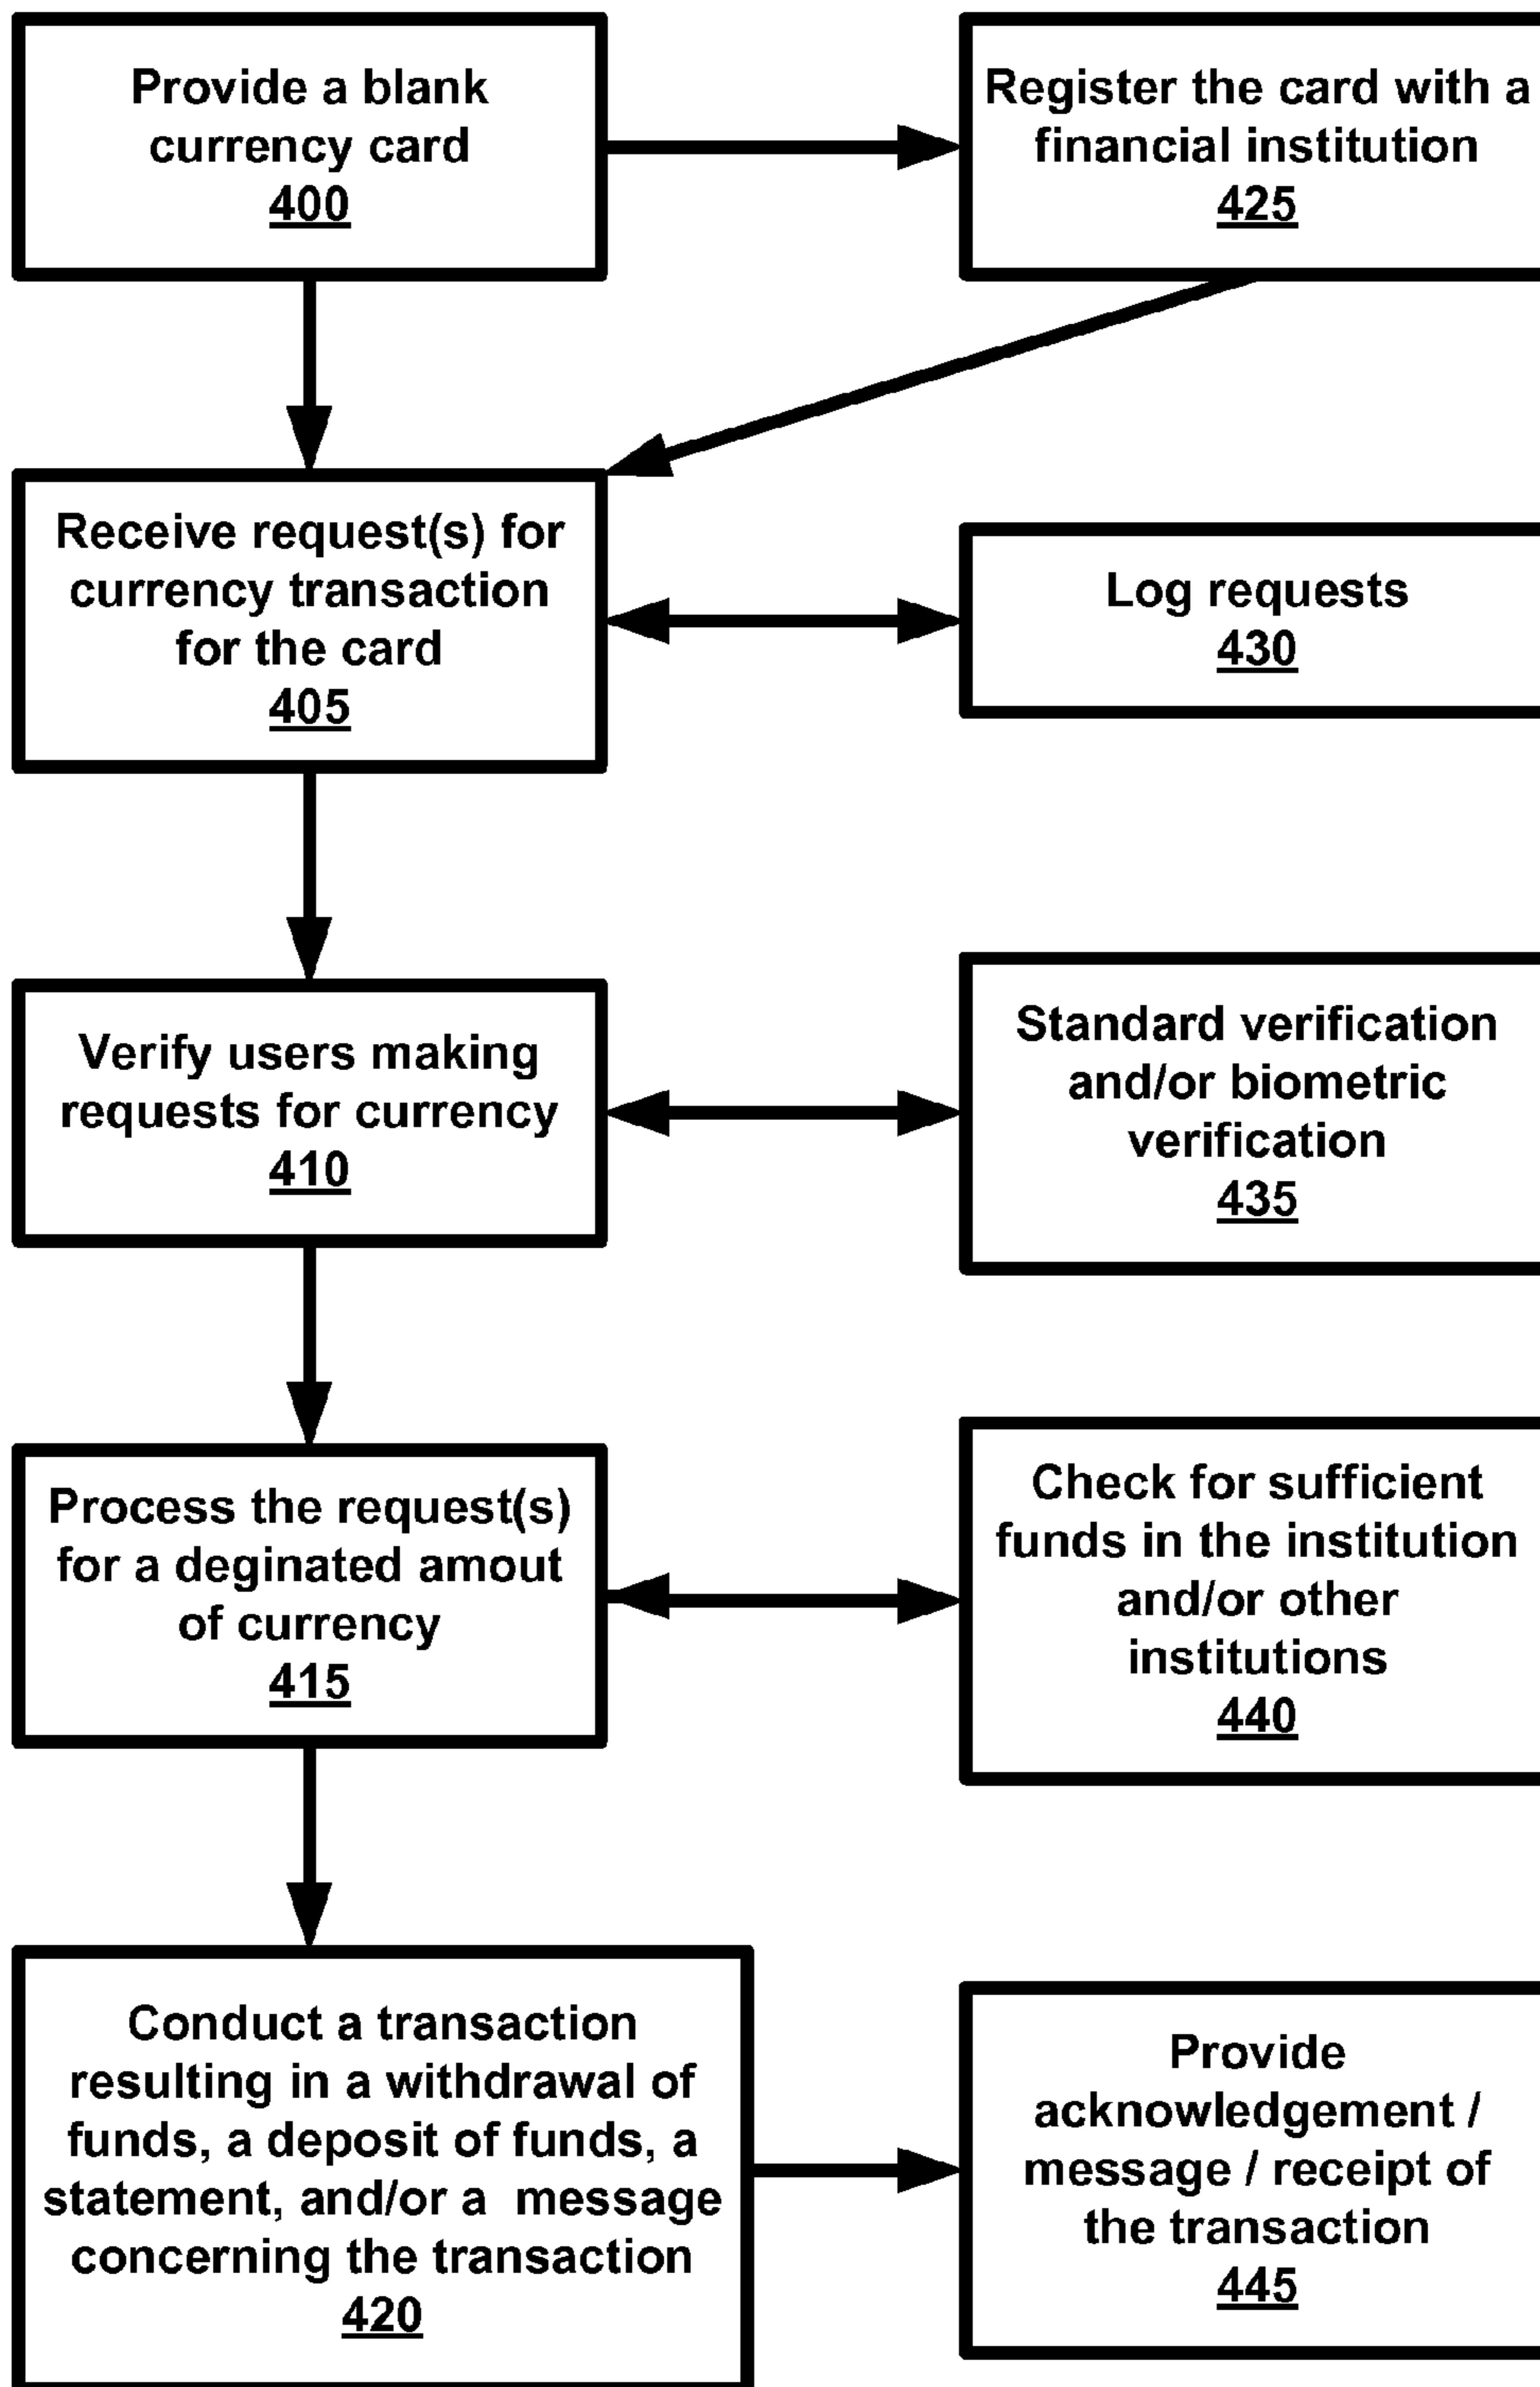 Provide a blank
currency card
400
Register the card with a
financial institution
425
Receive request(s) for
currency transaction
for the card
405
Log requests
430
Verify users making
requests for currency
410
Standard verification
and/or biometric
verification
435
Process the request(s)
for a deginated amout
of currency
415
Check for sufficient
funds in the institution
and/or other
institutions
440
Conduct a transaction
resulting in a withdrawal of
funds, a deposit of funds, a
statement, and/or a message
concerning the transaction
420
Provide
acknowledgement /
message / receipt of
the transaction
445